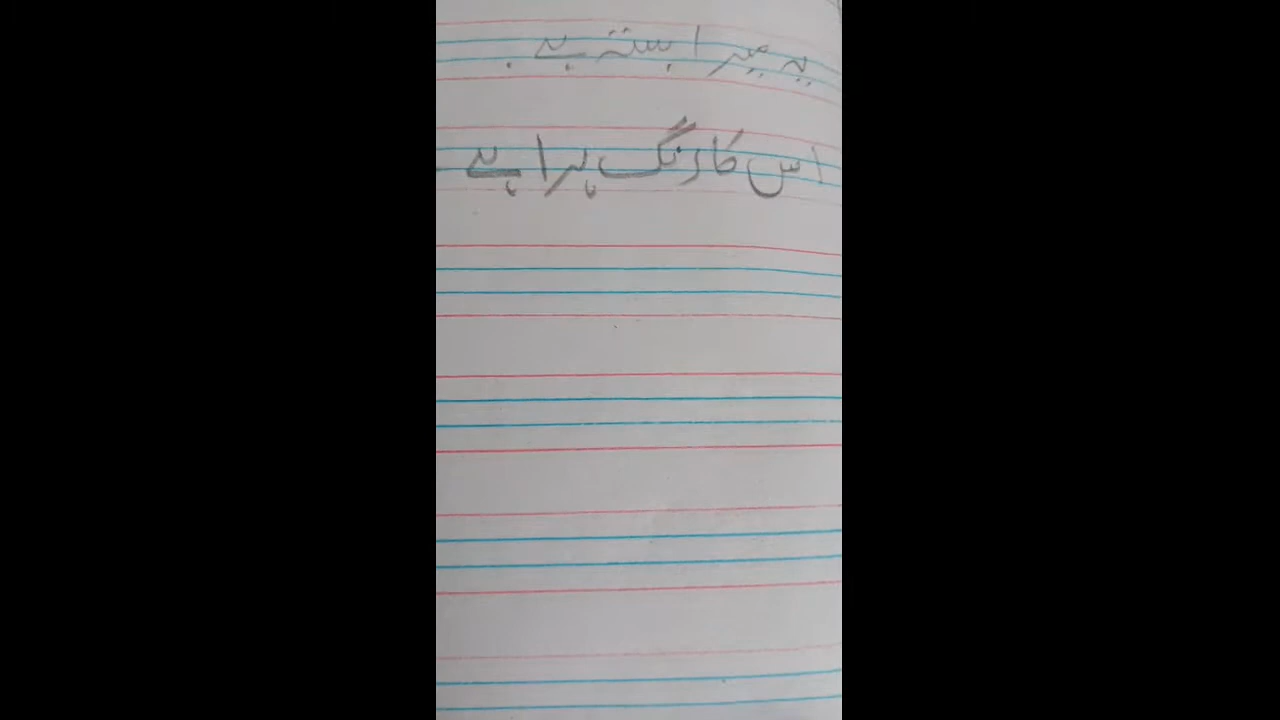 یہ میرا بستہ ہے .
اس کا رنگ ہرا ہے